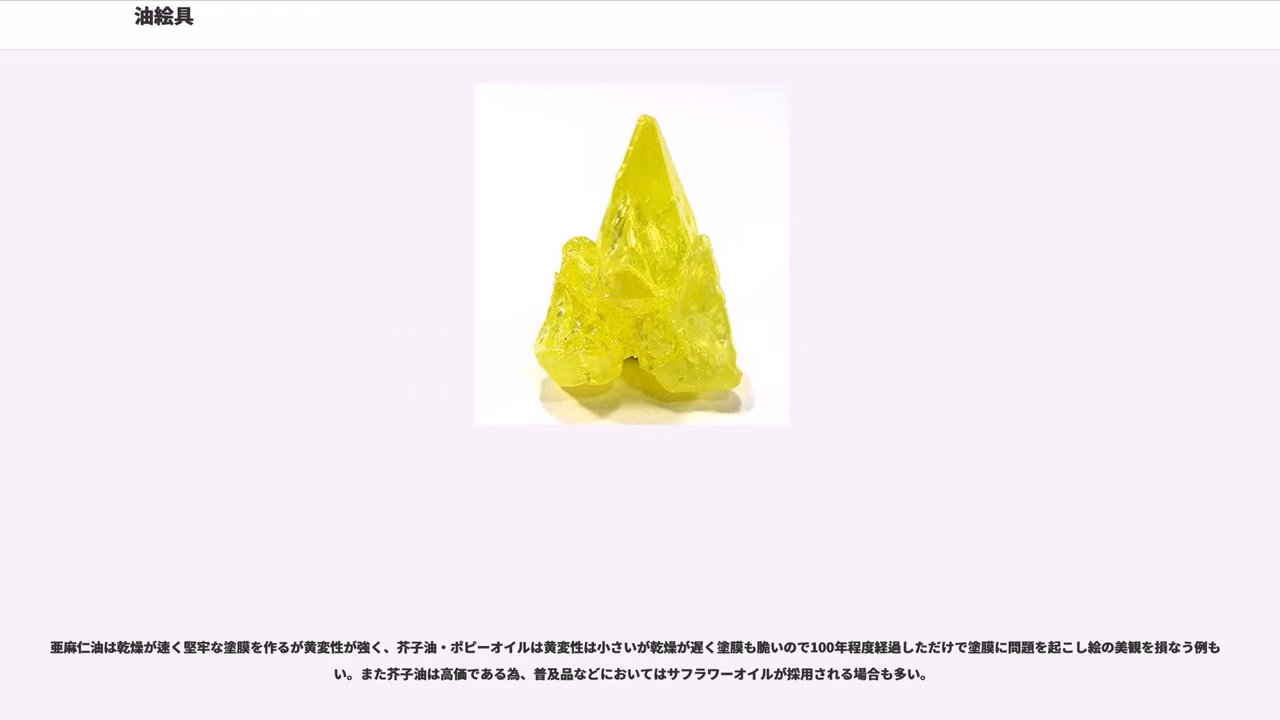 油絵具
亜麻仁油は乾燥が速く堅牢な塗膜を作るが黄変性が強く、芥子油・ポピーオイルは黄変性は小さいが乾燥が遅く塗膜も脆いので100年程度経過しただけで塗膜に問題を起こし絵の美観を損なう例も
い。また芥子油は高価である為、普及品などにおいてはサフラワーオイルが採用される場合も多い。